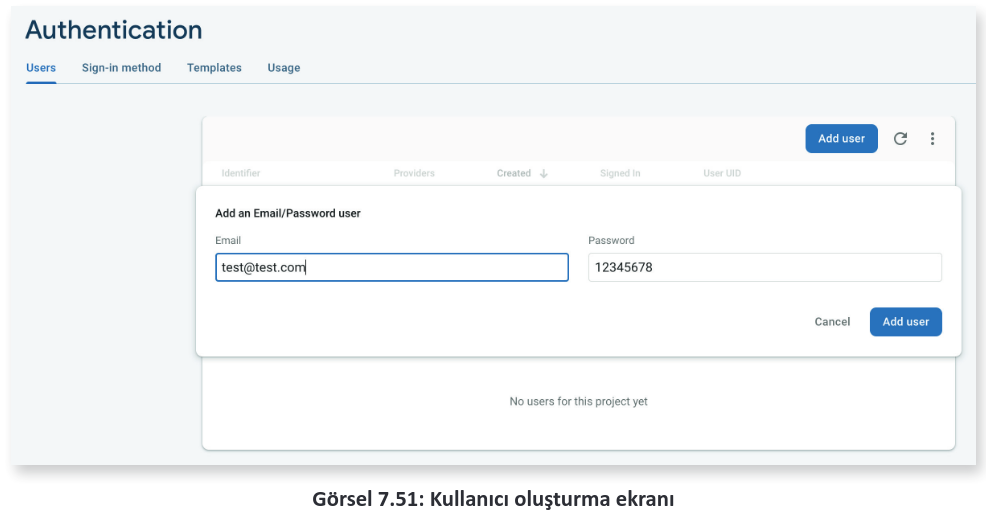 Authentication
Users Sign-in method Templates Usage
Add user
Identifier Providers Created Signed In User UID
Add an Email/Password user
Email Password
test@test.com 12345678
Cancel Add user
No users for this project yet
Görsel 7.51: Kullanıcı oluşturma ekranı